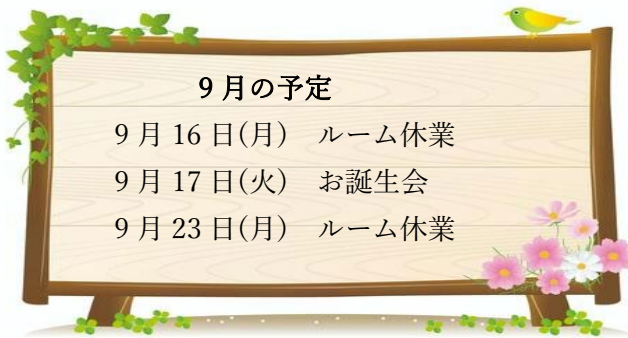 9月の予定
9月16日(月) ルーム休業
9月17日(火) お誕生会
9月23日(月) ルーム休業